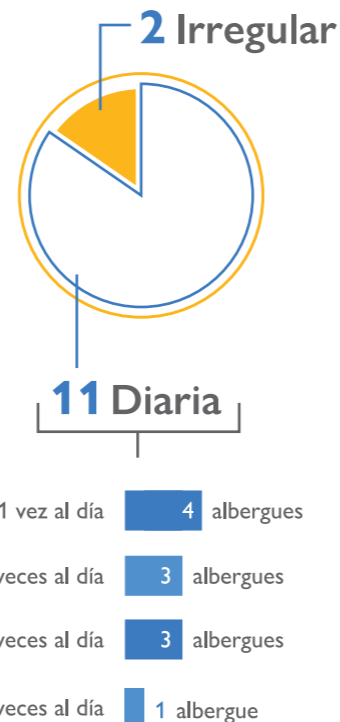 2 Irregular
11 Diaria
1 vez al día 4 albergues
veces al día 3 albergues
veces al día 3 albergues
veces al día 1 albergue